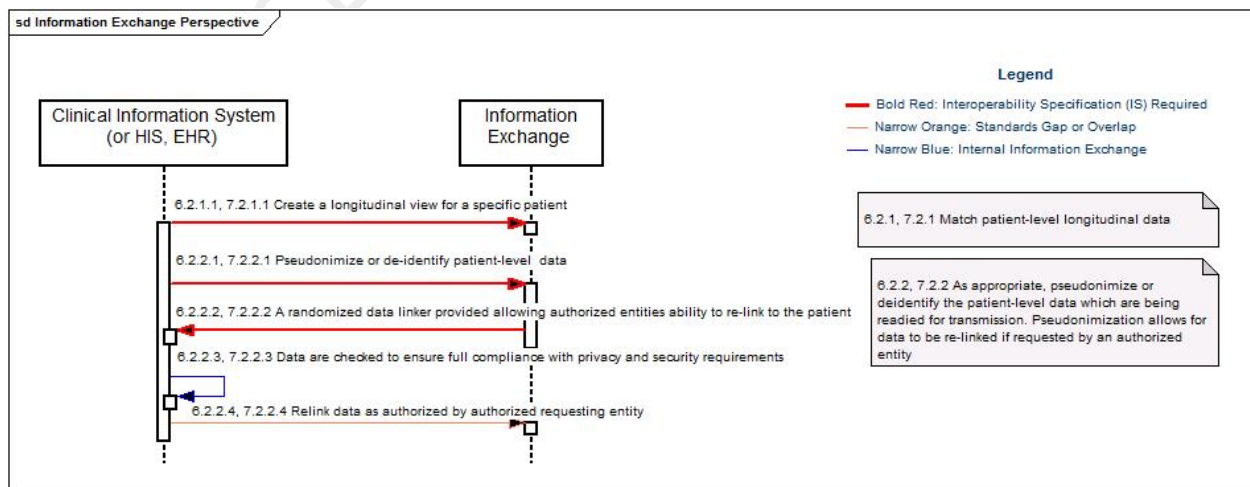 sd Information Exchange Perspective
Legend
Bold Red: Interoperability Specification (IS) Required
Narrow Orange: Standards Gap or Overlap
Narrow Blue: Internal Information Exchange
Clinical Information System
(or HIS, EHR)
Information
Exchange
6.2.1.1, 7.2.1.1 Create a longitudinal view for a specific patient
6.2.1, 7.2.1 Match patient-level longitudinal data
6.2.2.1, 7.2.2.1 Pseudonimize or de-identify patient-level data
6.2.2.2, 7.2.2.2 A randomized data linker provided allowing authorized entities ability to re-link to the patient
6.2.2, 7.2.2 As appropriate, pseudonimize or
deidentify the patient-level data which are being
readied for transmission. Pseudonimization allows for
data to be re-linked if requested by an authorized
entity
6.2.2.3, 7.2.2.3 Data are checked to ensure full compliance with privacy and security requirements
6.2.2.4, 7.2.2.4 Relink data as authorized by authorized requesting entity